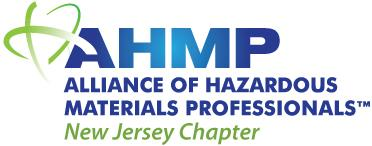 AHMP
ALLIANCE OF HAZARDOUS
MATERIALS PROFESSIONALS™
New Jersey Chapter